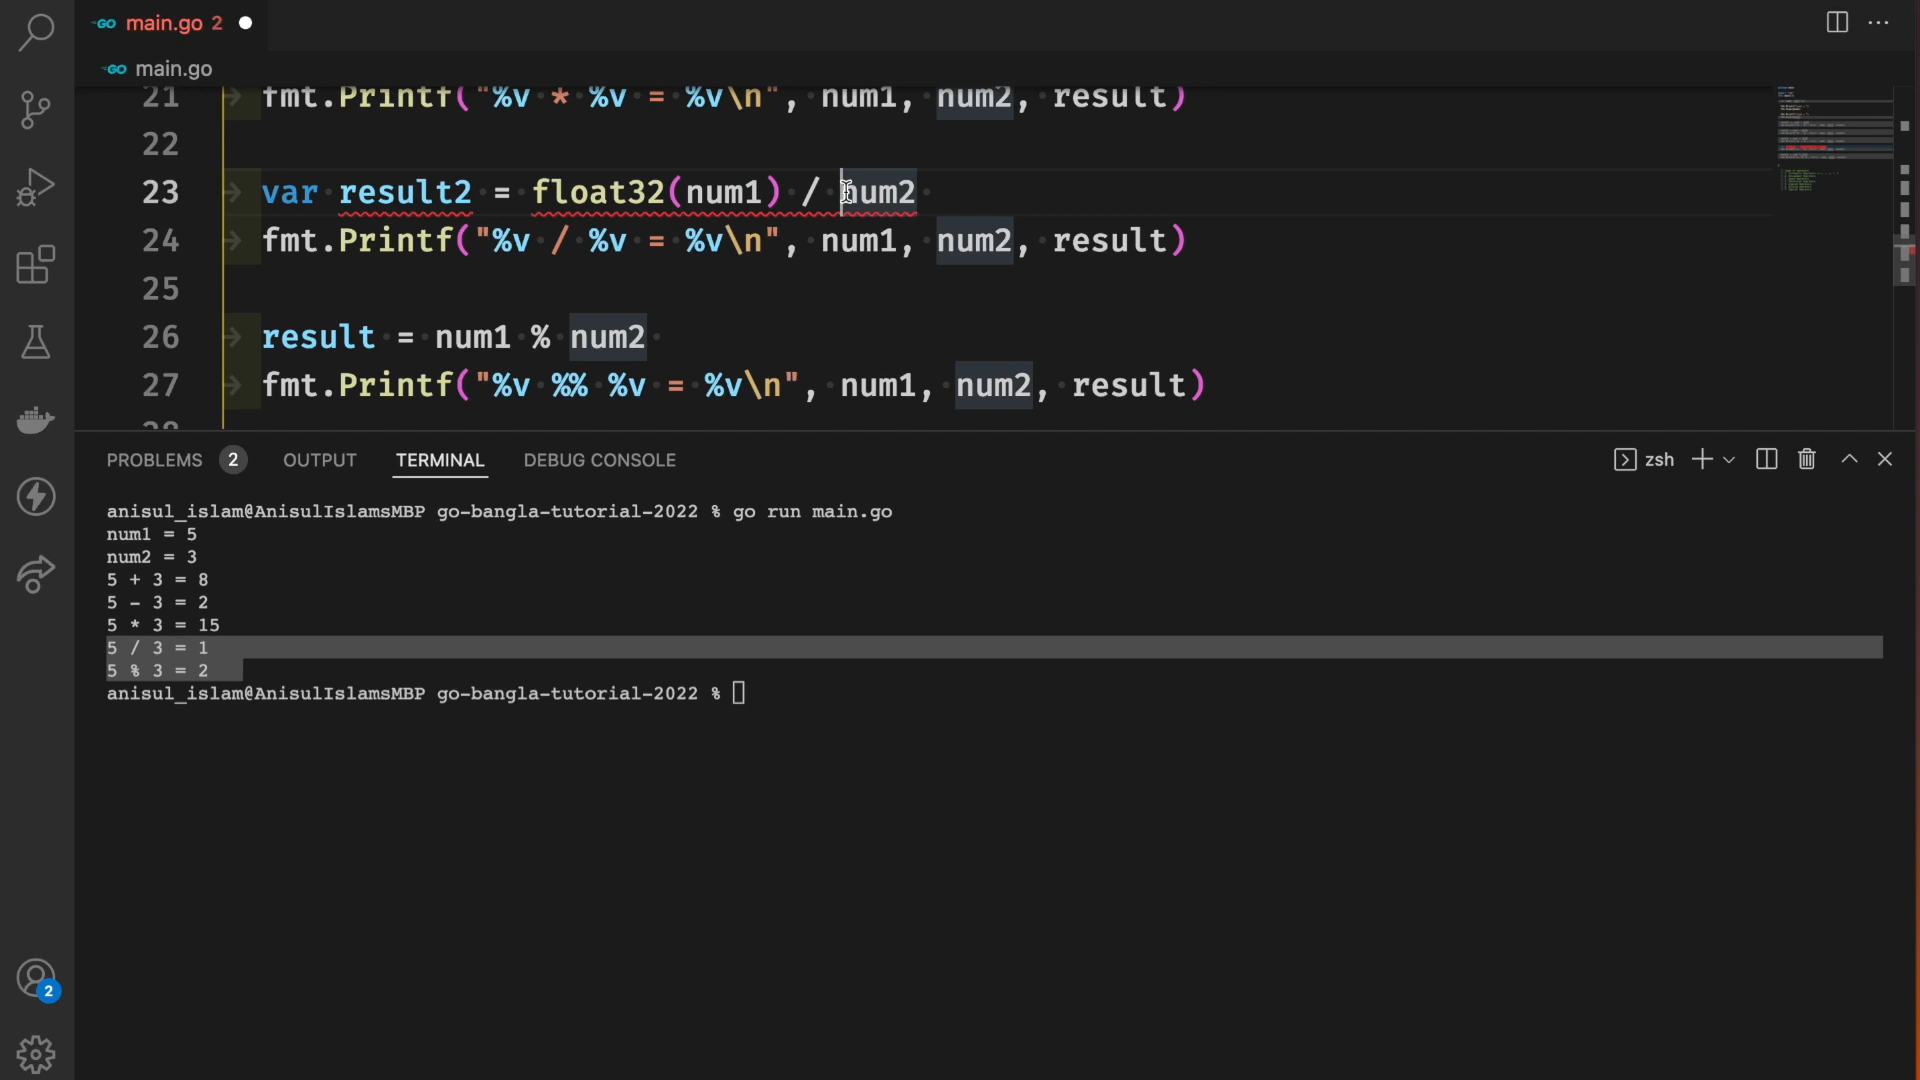 GO main.go 2
GO main.go
21 fmt.Printf("%v * %v = %v\n", num1, num2, result)
22
23 var result2 = float32(num1) / num2
24 fmt.Printf("%v / %v = %v\n", num1, num2, result)
25
26 result = num1 % num2
27 fmt.Printf("%v %% %v = %v\n", num1, num2, result)
28
PROBLEMS 2 OUTPUT TERMINAL DEBUG CONSOLE zsh
anisul_islam@AnisulIslamsMBP go-bangla-tutorial-2022 % go run main.go
num1 = 5
num2 = 3
5 + 3 = 8
5 - 3 = 2
5 * 3 = 15
5 / 3 = 1
5 % 3 = 2
anisul_islam@AnisulIslamsMBP go-bangla-tutorial-2022 %
2